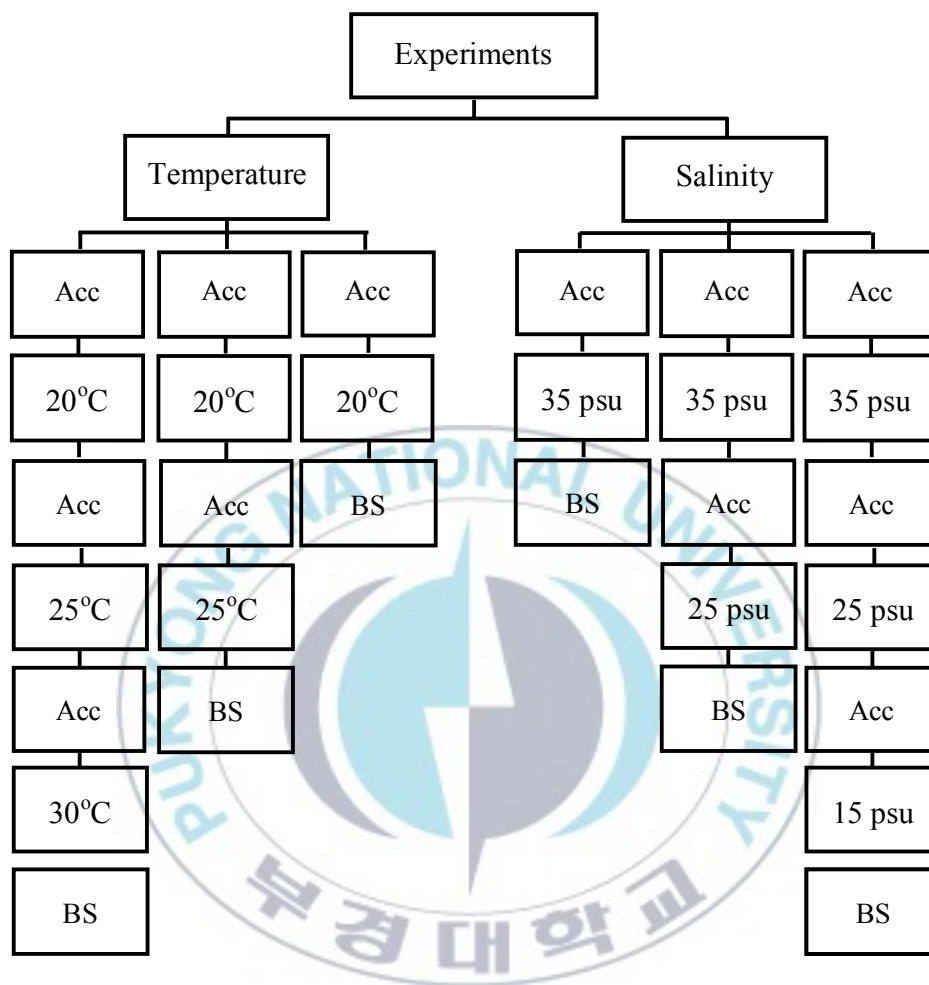 Experiments
Temperature Salinity
Acc Acc Acc Acc Acc Acc
20°C 20°C 20°C 35 psu 35 psu 35 psu
Acc Acc BS BS Acc Acc
25°C 25°C 25 psu 25 psu
Acc BS BS Acc
30°C 15 psu
BS BS
PUKYONG NATIONAL UNIVERSITY
부경대학교